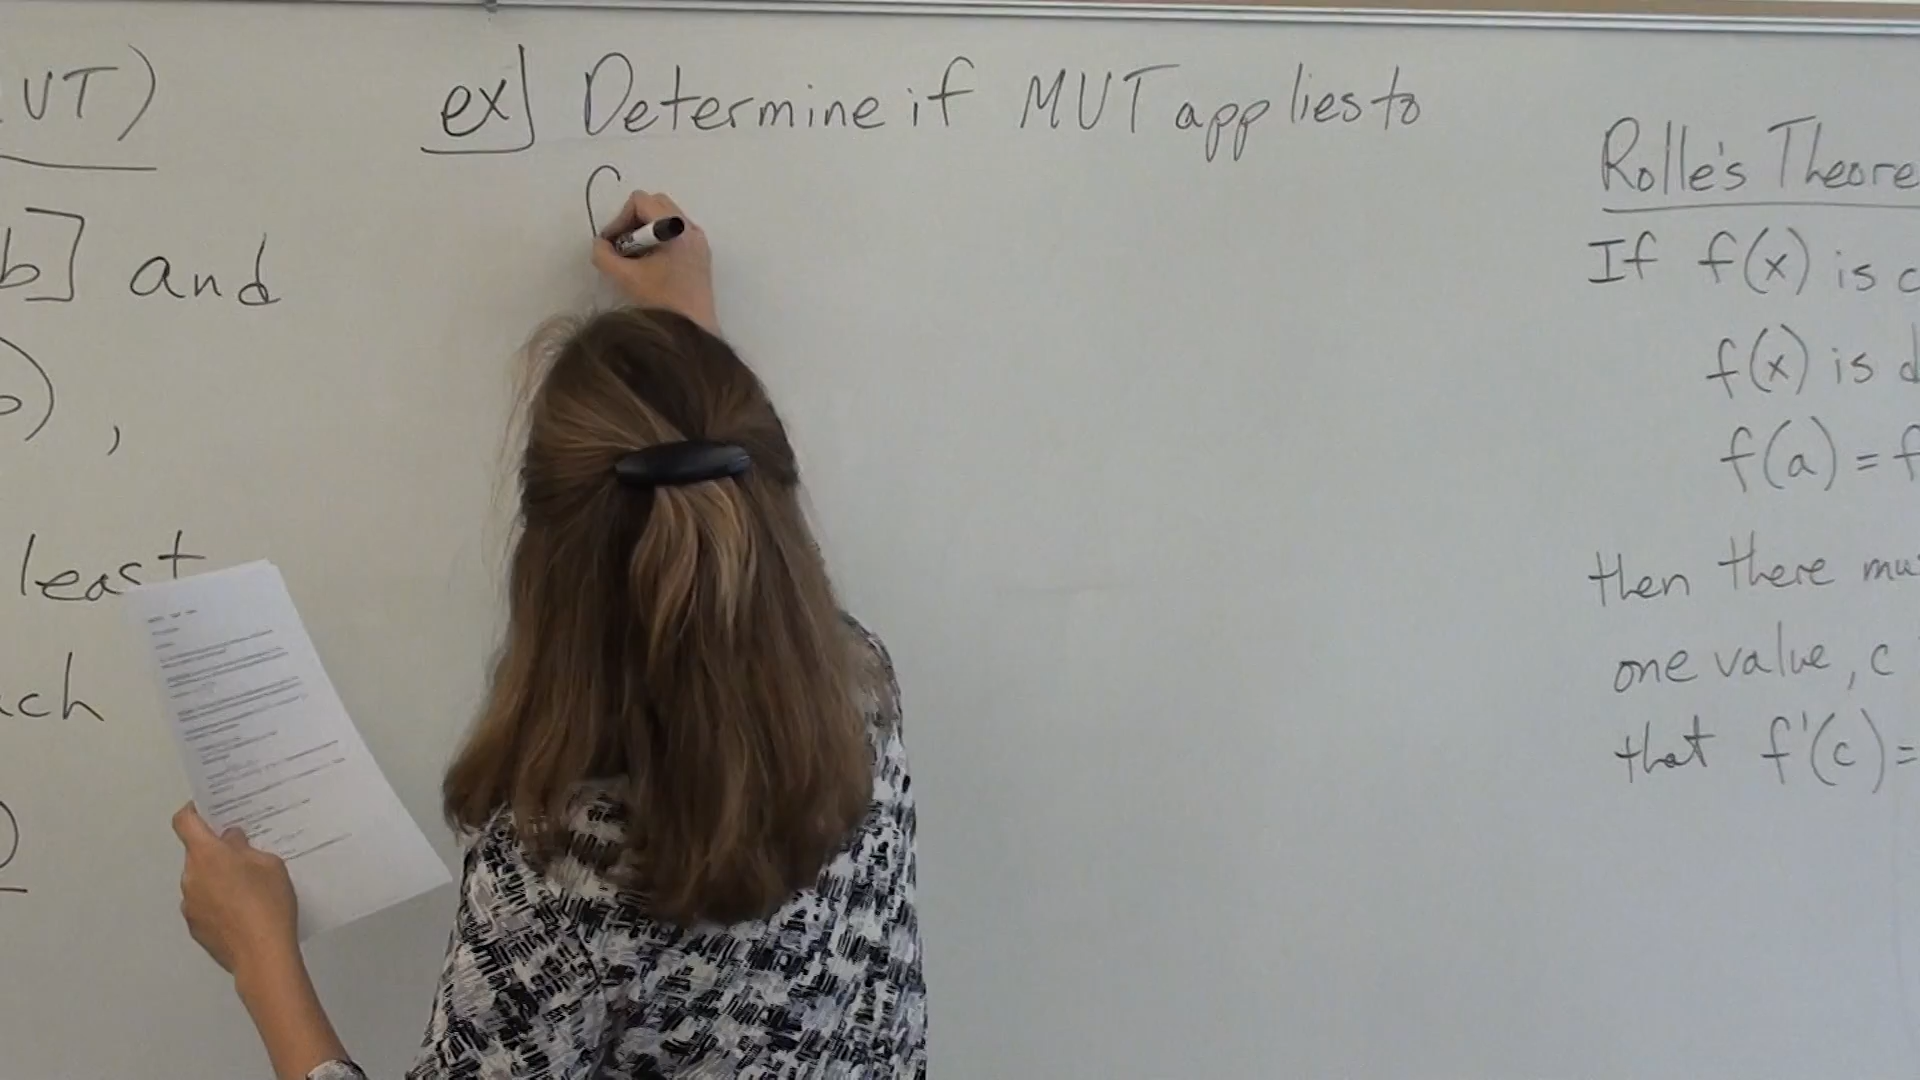 VT)
b] and
),
least
ch
ex] Determine if MVT applies to
f
Rolle's Theore
If f(x) is c
f(x) is d
f(a) = f
then there mu
one value, c
that f'(c) =